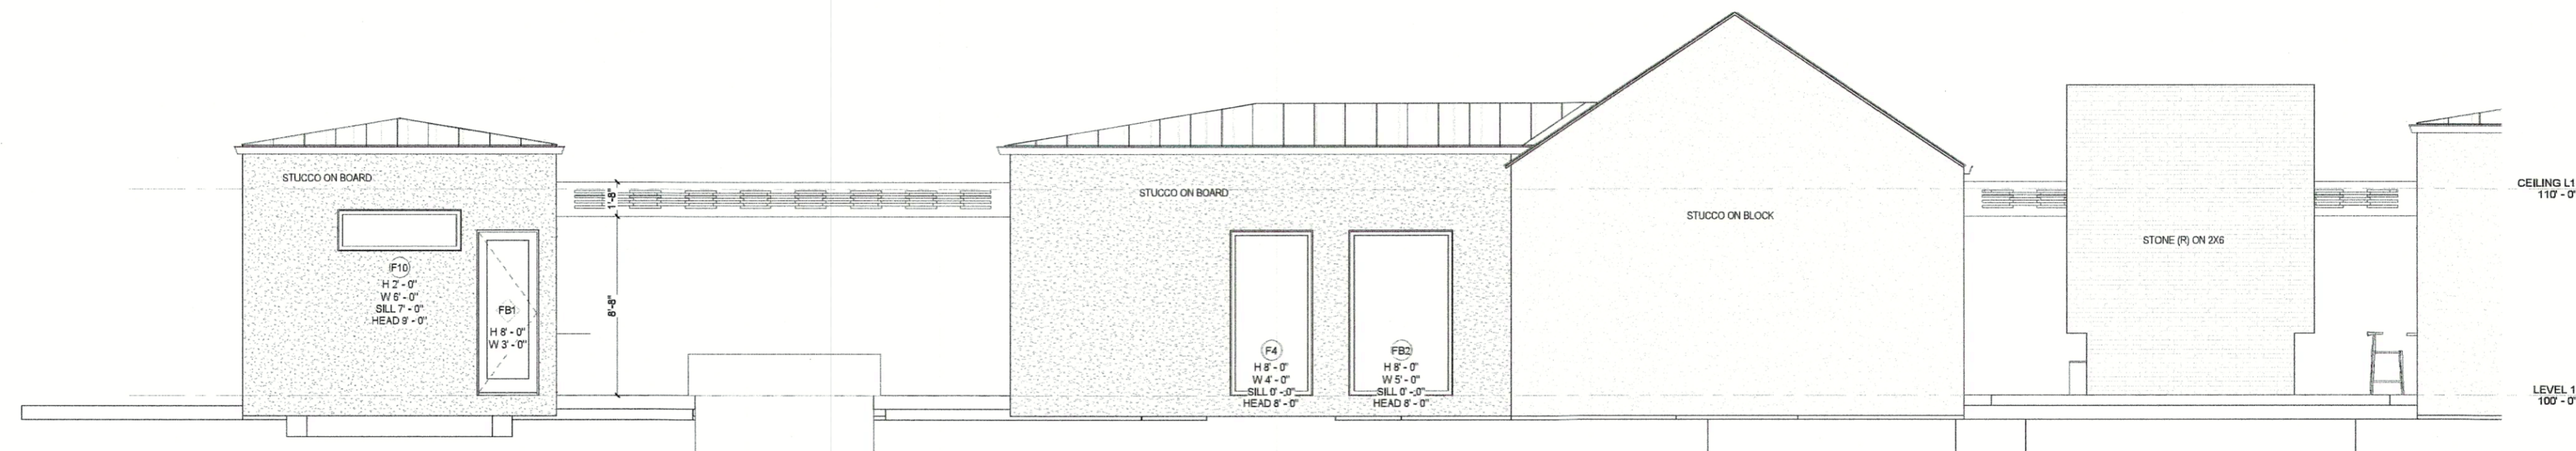 STUCCO ON BOARD
F10
H 2' - 0"
W 6' - 0"
SILL 7' - 0"
HEAD 9' - 0"
FB1
H 8' - 0"
W 3' - 0"
1'-8"
8'-8"
STUCCO ON BOARD
F4
H 8' - 0"
W 4' - 0"
SILL 0' - 0"
HEAD 8' - 0"
FB2
H 8' - 0"
W 5' - 0"
SILL 0' - 0"
HEAD 8' - 0"
STUCCO ON BLOCK
STONE (R) ON 2X6
CEILING L1
110' - 0"
LEVEL 1
100' - 0"